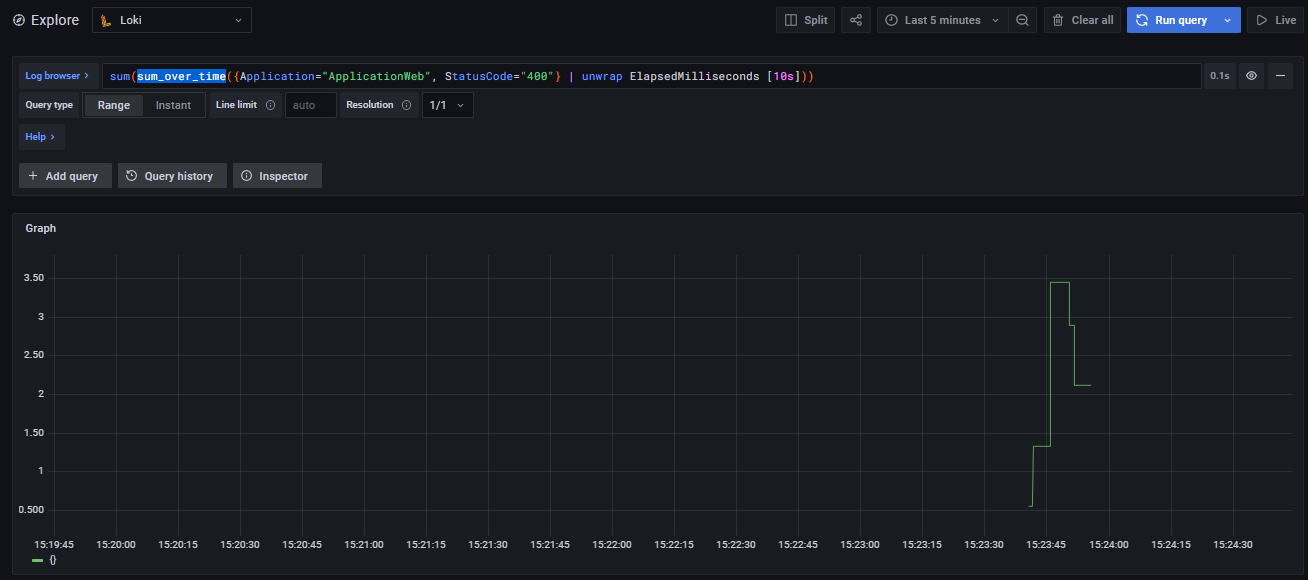 Explore Loki Split Last 5 minutes Clear all Run query Live
Log browser > sum(sum_over_time({Application="ApplicationWeb", StatusCode="400"} | unwrap ElapsedMilliseconds [10s])) 0.1s
Query type Range Instant Line limit auto Resolution 1/1
Help >
+ Add query Query history Inspector
Graph
3.50
3
2.50
2
1.50
1
0.500
15:19:45 15:20:00 15:20:15 15:20:30 15:20:45 15:21:00 15:21:15 15:21:30 15:21:45 15:22:00 15:22:15 15:22:30 15:22:45 15:23:00 15:23:15 15:23:30 15:23:45 15:24:00 15:24:15 15:24:30
{}